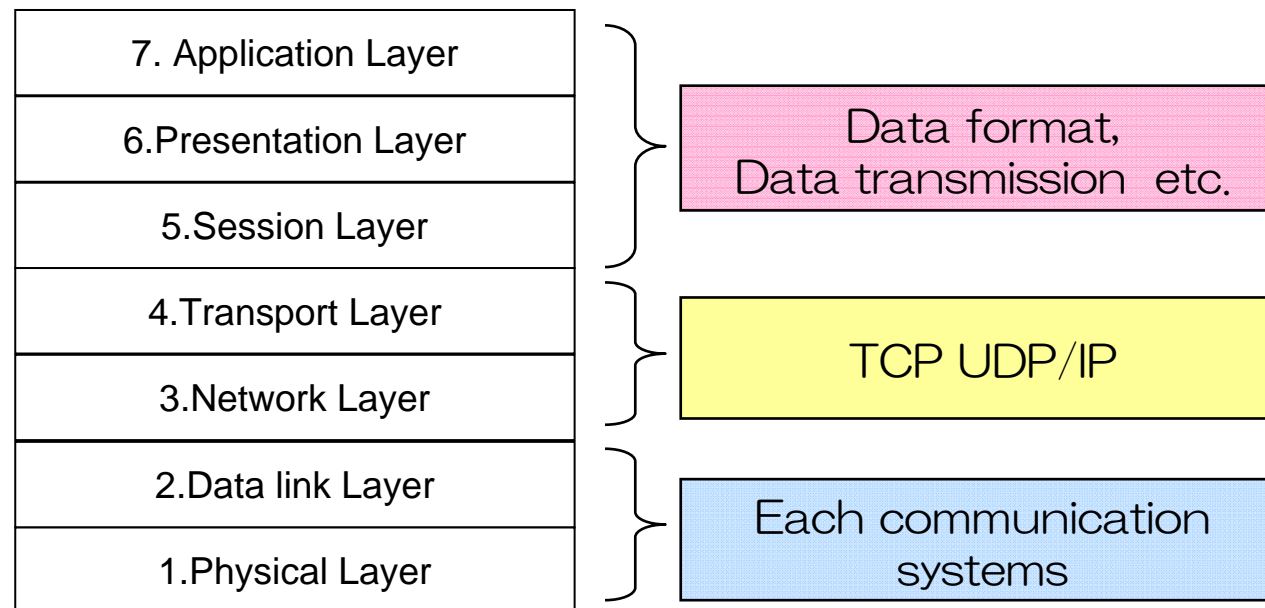 7. Application Layer
6.Presentation Layer
5.Session Layer
4.Transport Layer
3.Network Layer
2.Data link Layer
1.Physical Layer
Data format,
Data transmission etc.
TCP UDP/IP
Each communication
systems